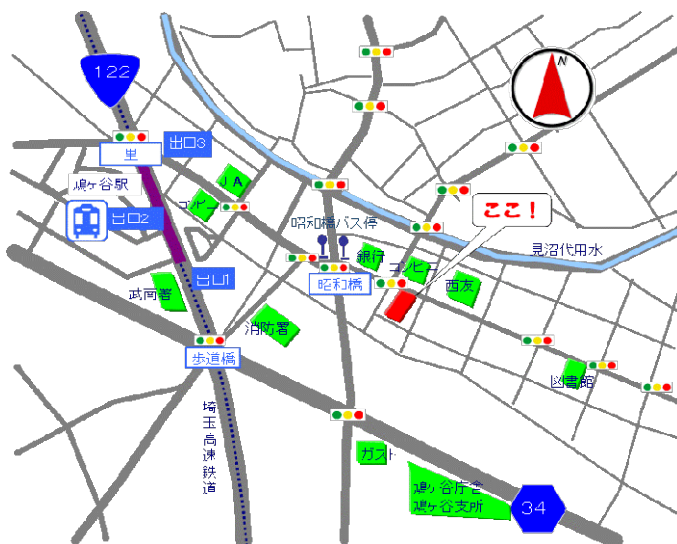 122
N
里
出口3
鳩ヶ谷駅
出口2
JA
コンビニ
ここ！
昭和橋バス停
見沼代用水
銀行
コンビニ
西友
昭和橋
出口1
武南署
消防署
歩道橋
図書館
埼玉高速鉄道
ガスト
鳩ヶ谷庁舎
鳩ヶ谷支所
34